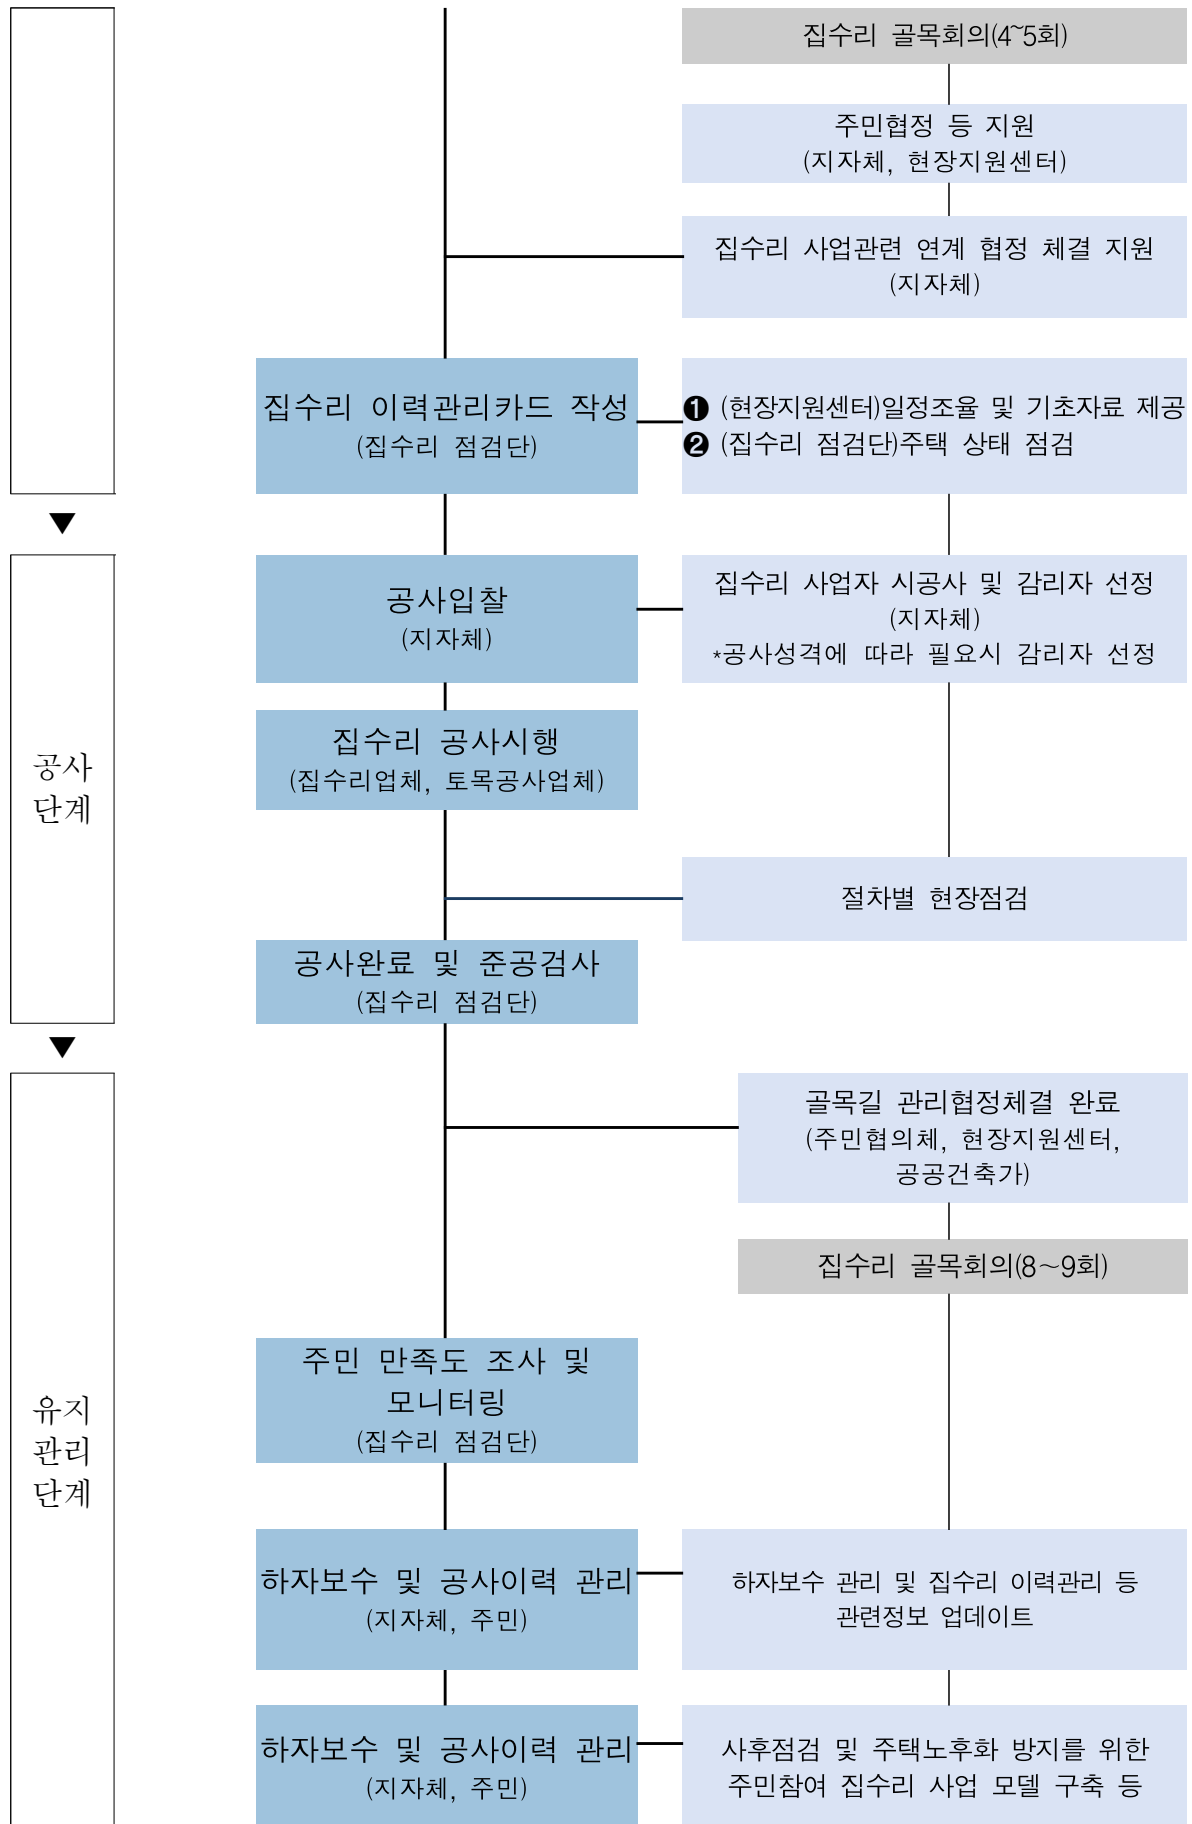 집수리 골목회의(4~5회)
주민협정 등 지원
(지자체, 현장지원센터)
집수리 사업관련 연계 협정 체결 지원
(지자체)
집수리 이력관리카드 작성
(집수리 점검단)
❶ (현장지원센터)일정조율 및 기초자료 제공
❷ (집수리 점검단)주택 상태 점검
▼
공사
단계
공사입찰
(지자체)
집수리 사업자 시공사 및 감리자 선정
(지자체)
*공사성격에 따라 필요시 감리자 선정
집수리 공사시행
(집수리업체, 토목공사업체)
절차별 현장점검
공사완료 및 준공검사
(집수리 점검단)
▼
유지
관리
단계
골목길 관리협정체결 완료
(주민협의체, 현장지원센터,
공공건축가)
집수리 골목회의(8~9회)
주민 만족도 조사 및
모니터링
(집수리 점검단)
하자보수 및 공사이력 관리
(지자체, 주민)
하자보수 관리 및 집수리 이력관리 등
관련정보 업데이트
하자보수 및 공사이력 관리
(지자체, 주민)
사후점검 및 주택노후화 방지를 위한
주민참여 집수리 사업 모델 구축 등